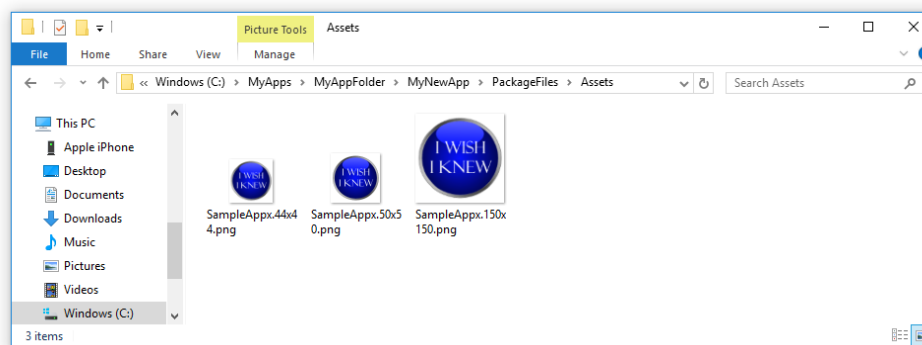 Picture Tools
Assets
File
Home
Share
View
Manage
« Windows (C:) > MyApps > MyAppFolder > MyNewApp > PackageFiles > Assets
Search Assets
This PC
Apple iPhone
Desktop
Documents
Downloads
Music
Pictures
Videos
Windows (C:)
I WISH
I KNEW
SampleAppx.44x4
4.png
I WISH
I KNEW
SampleAppx.50x5
0.png
I WISH
I KNEW
SampleAppx.150x
150.png
3 items